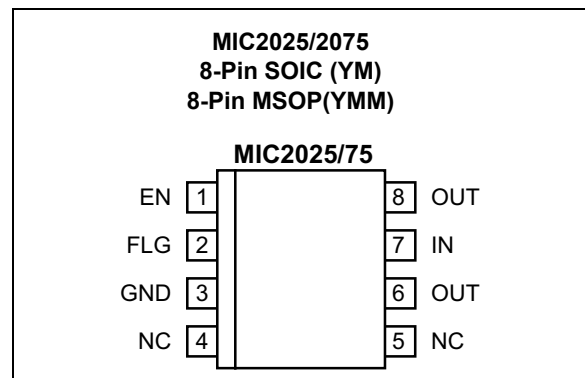 MIC2025/2075
8-Pin SOIC (YM)
8-Pin MSOP(YMM)
MIC2025/75
EN 1 8 OUT
FLG 2 7 IN
GND 3 6 OUT
NC 4 5 NC